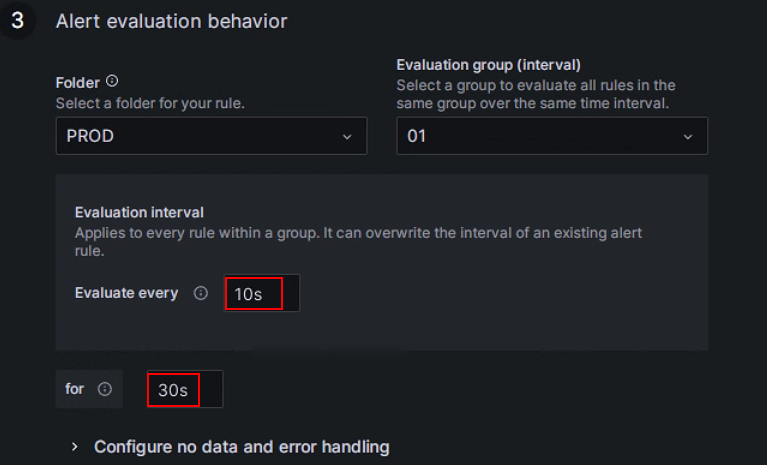 3 Alert evaluation behavior
Folder
Select a folder for your rule.
PROD
Evaluation group (interval)
Select a group to evaluate all rules in the
same group over the same time interval.
01
Evaluation interval
Applies to every rule within a group. It can overwrite the interval of an existing alert
rule.
Evaluate every 10s
for 30s
Configure no data and error handling